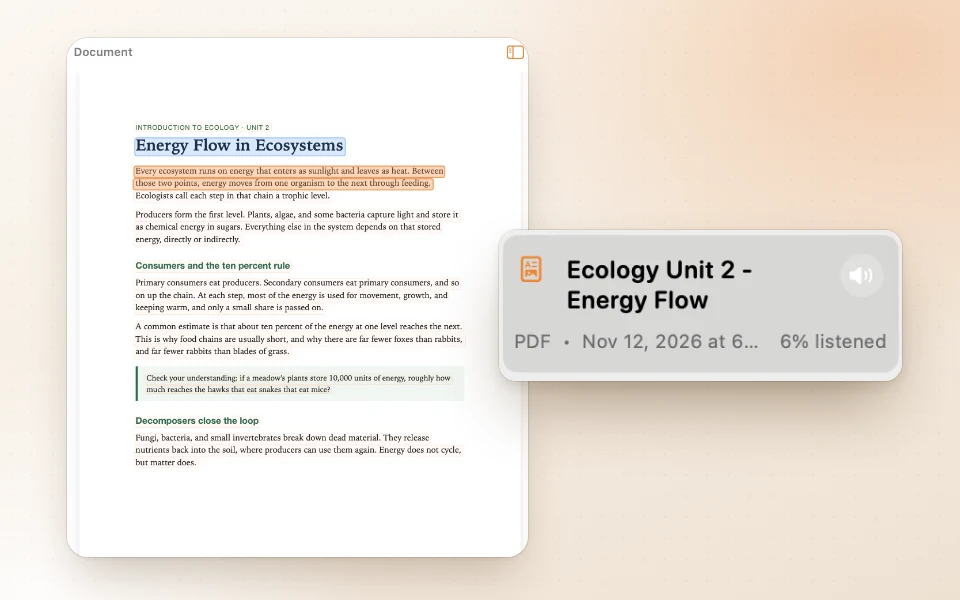 Document
INTRODUCTION TO ECOLOGY · UNIT 2
Energy Flow in Ecosystems
Every ecosystem runs on energy that enters as sunlight and leaves as heat. Between
those two points, energy moves from one organism to the next through feeding.
Ecologists call each step in that chain a trophic level.
Producers form the first level. Plants, algae, and some bacteria capture light and store it
as chemical energy in sugars. Everything else in the system depends on that stored
energy, directly or indirectly.
Consumers and the ten percent rule
Primary consumers eat producers. Secondary consumers eat primary consumers, and so
on up the chain. At each step, most of the energy is used for movement, growth, and
keeping warm, and only a small share is passed on.
A common estimate is that about ten percent of the energy at one level reaches the next.
This is why food chains are usually short, and why there are far fewer foxes than rabbits,
and far fewer rabbits than blades of grass.
Check your understanding: if a meadow's plants store 10,000 units of energy, roughly how
much reaches the hawks that eat snakes that eat mice?
Decomposers close the loop
Fungi, bacteria, and small invertebrates break down dead material. They release
nutrients back into the soil, where producers can use them again. Energy does not cycle,
but matter does.
Ecology Unit 2 -
Energy Flow
PDF • Nov 12, 2026 at 6... 6% listened